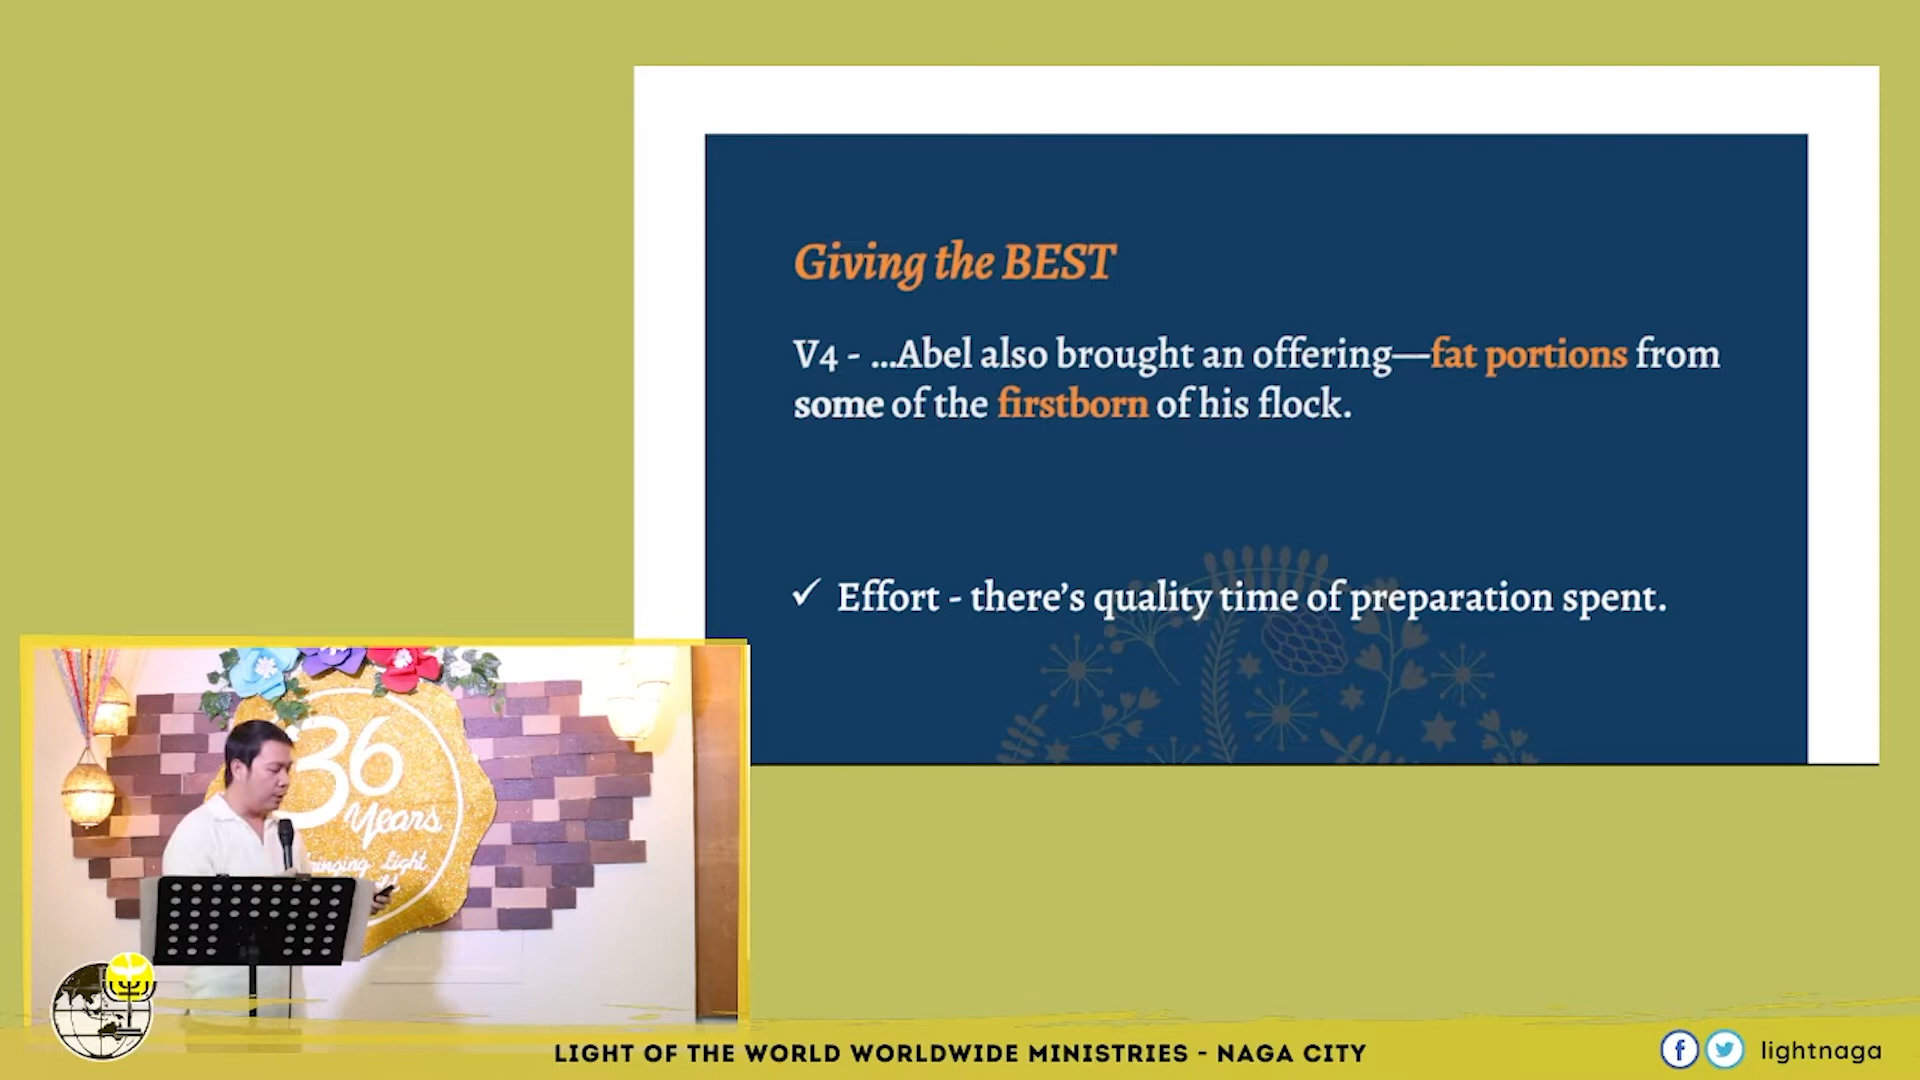 Giving the BEST
V4 - ...Abel also brought an offering—fat portions from
some of the firstborn of his flock.
✓ Effort - there's quality time of preparation spent.
36
Years
Light
LIGHT OF THE WORLD WORLDWIDE MINISTRIES - NAGA CITY
lightnaga